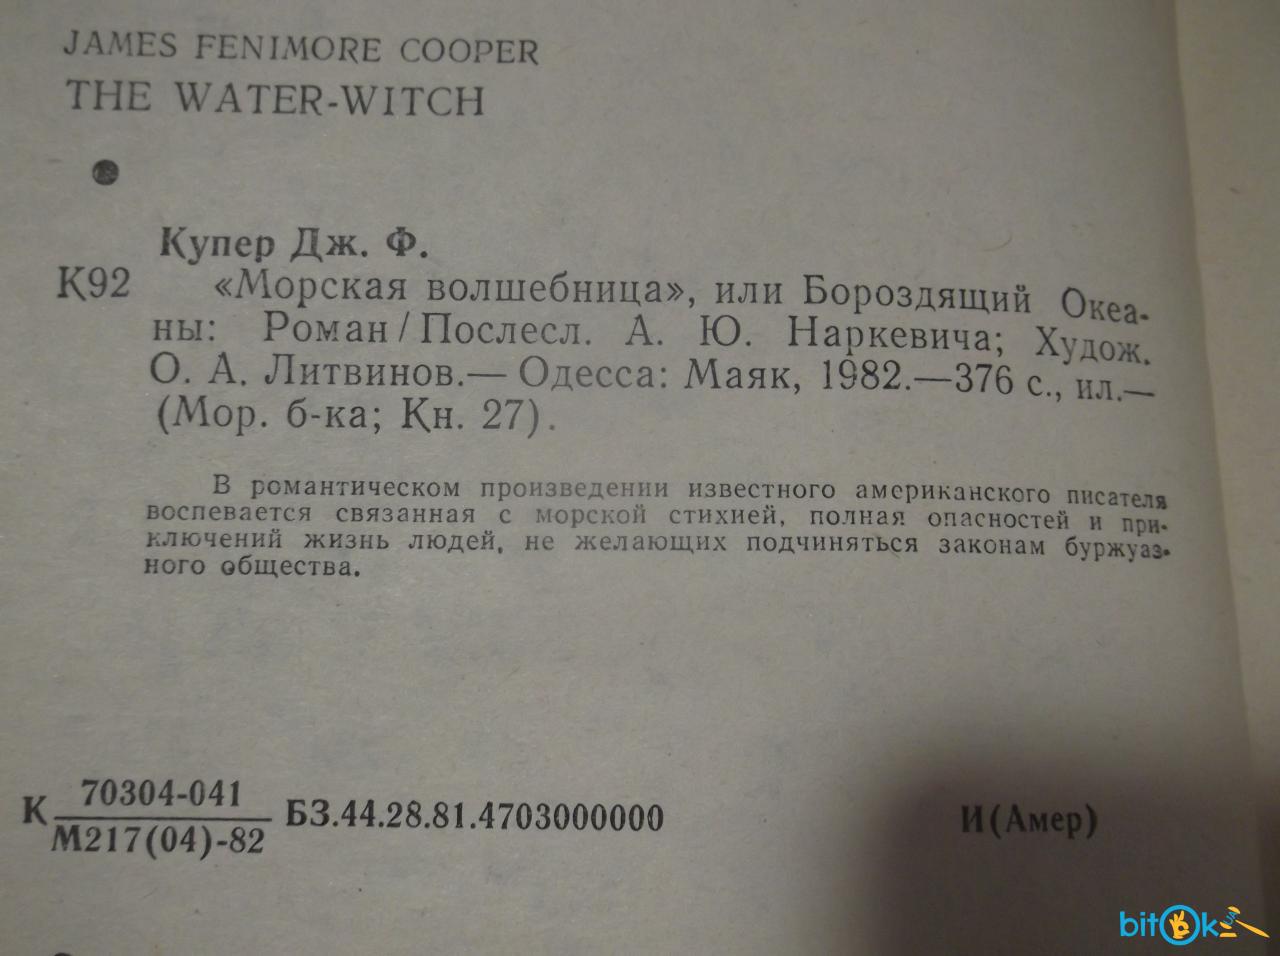 JAMES FENIMORE COOPER
THE WATER-WITCH
Купер Дж. Ф.
К92 «Морская волшебница», или Бороздящий Океа-
ны: Роман / Послесл. А. Ю. Наркевича; Худож.
О. А. Литвинов.— Одесса: Маяк, 1982.—376 с., ил.—
(Мор. б-ка; Кн. 27).
В романтическом произведении известного американского писателя
воспевается связанная с морской стихией, полная опасностей и при-
ключений жизнь людей, не желающих подчиняться законам буржуаз-
ного общества.
К 70304-041
М217(04)-82 БЗ.44.28.81.4703000000 И(Амер)
bitOk UA